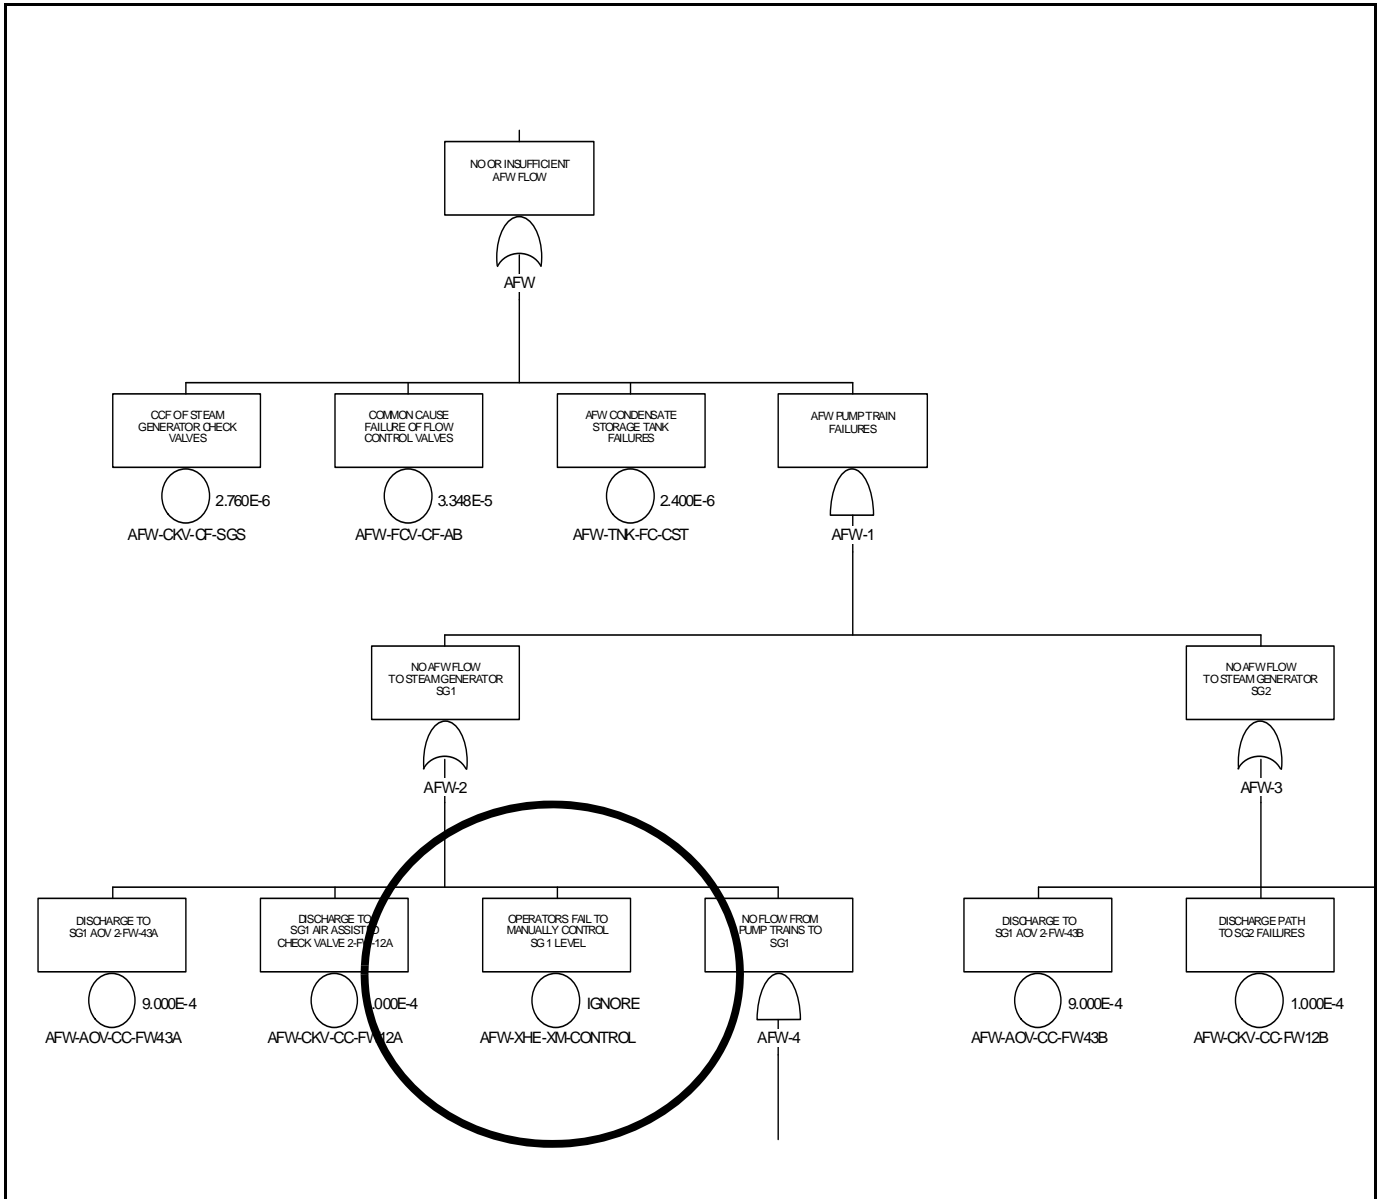 NO OR INSUFFICIENT
AFW FLOW
AFW
CCF OF STEAM
GENERATOR CHECK
VALVES
2.760E-6
AFW-CKV-CF-SGS
COMMON CAUSE
FAILURE OF FLOW
CONTROL VALVES
3.348E-5
AFW-FCV-CF-AB
AFW CONDENSATE
STORAGE TANK
FAILURES
2.400E-6
AFW-TNK-FC-CST
AFW PUMP TRAIN
FAILURES
AFW-1
NO AFW FLOW
TO STEAM GENERATOR
SG1
AFW-2
NO AFW FLOW
TO STEAM GENERATOR
SG2
AFW-3
DISCHARGE TO
SG1 AOV 2-FW-43A
9.000E-4
AFW-AOV-CC-FW43A
DISCHARGE TO
SG1 AIR ASSISTED
CHECK VALVE 2-FW-12A
.000E-4
AFW-CKV-CC-FW12A
OPERATORS FAIL TO
MANUALLY CONTROL
SG 1 LEVEL
IGNORE
AFW-XHE-XM-CONTROL
NO FLOW FROM
PUMP TRAINS TO
SG1
AFW-4
DISCHARGE TO
SG1 AOV 2-FW-43B
9.000E-4
AFW-AOV-CC-FW43B
DISCHARGE PATH
TO SG2 FAILURES
1.000E-4
AFW-CKV-CC-FW12B